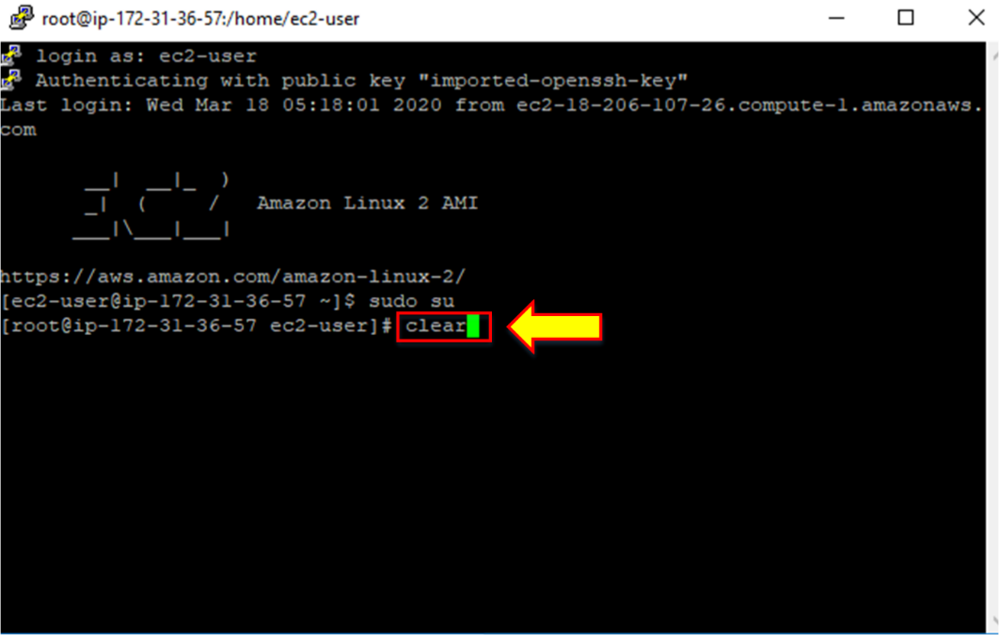 root@ip-172-31-36-57:/home/ec2-user
login as: ec2-user
Authenticating with public key "imported-openssh-key"
Last login: Wed Mar 18 05:18:01 2020 from ec2-18-206-107-26.compute-1.amazonaws.
com
       __|  __|_  )
       _|  (     /   Amazon Linux 2 AMI
      ___|\___|___|
https://aws.amazon.com/amazon-linux-2/
[ec2-user@ip-172-31-36-57 ~]$ sudo su
[root@ip-172-31-36-57 ec2-user]# clear